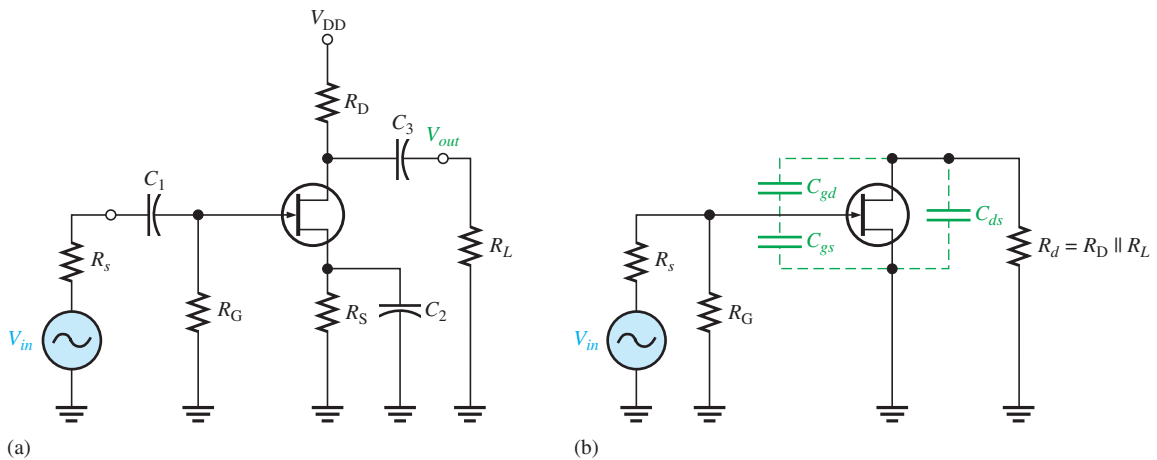 V_DD
R_D
C_3
V_out
C_1
R_s
R_G
R_S
C_2
R_L
V_in
(a)
C_gd
C_gs
C_ds
R_s
R_G
R_d = R_D || R_L
V_in
(b)